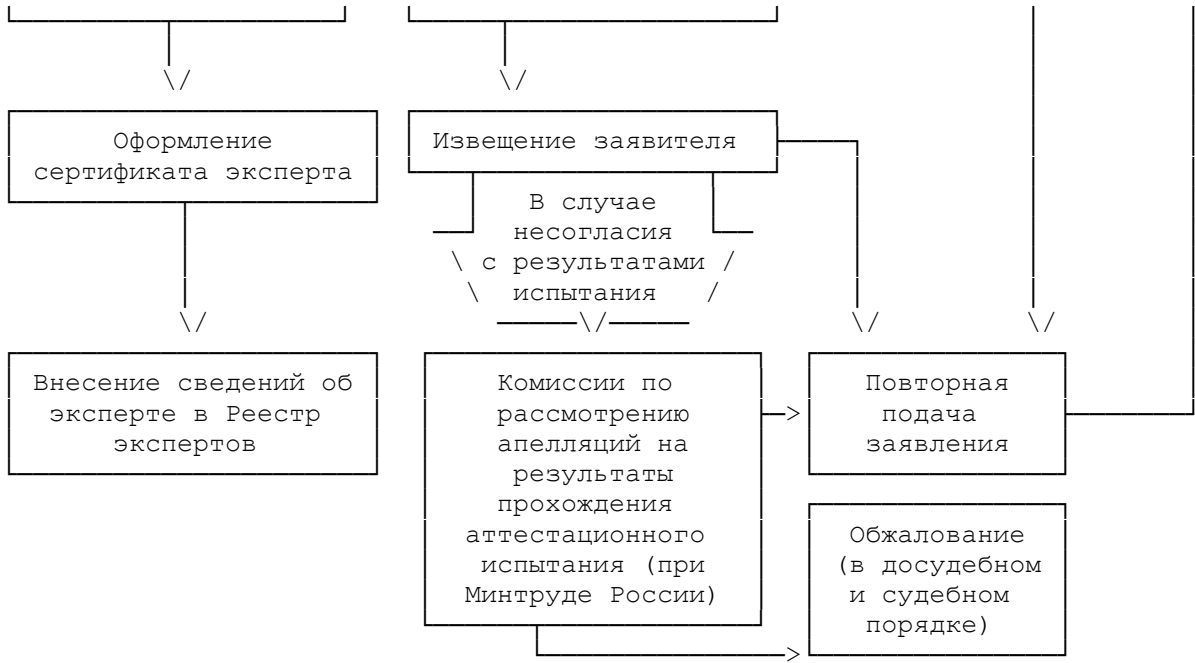 Оформление
сертификата эксперта
Извещение заявителя
В случае
несогласия
с результатами
испытания
Внесение сведений об
эксперте в Реестр
экспертов
Комиссии по
рассмотрению
апелляций на
результаты
прохождения
аттестационного
испытания (при
Минтруде России)
Повторная
подача
заявления
Обжалование
(в досудебном
и судебном
порядке)